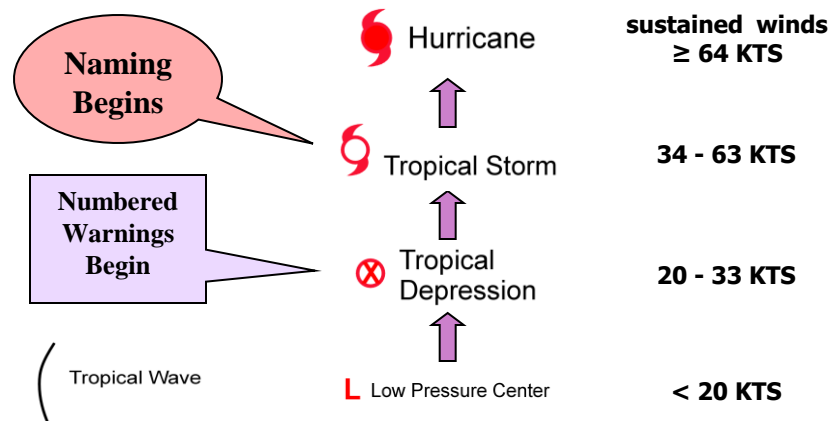 Hurricane
sustained winds
≥ 64 KTS
Naming
Begins
Tropical Storm
34 - 63 KTS
Numbered
Warnings
Begin
X
Tropical
Depression
20 - 33 KTS
Tropical Wave
L Low Pressure Center
< 20 KTS